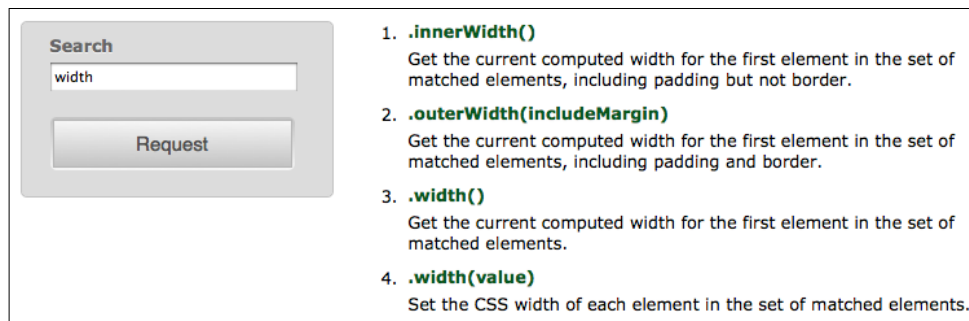 Search
width
Request
1. .innerWidth()
Get the current computed width for the first element in the set of
matched elements, including padding but not border.
2. .outerWidth(includeMargin)
Get the current computed width for the first element in the set of
matched elements, including padding and border.
3. .width()
Get the current computed width for the first element in the set of
matched elements.
4. .width(value)
Set the CSS width of each element in the set of matched elements.